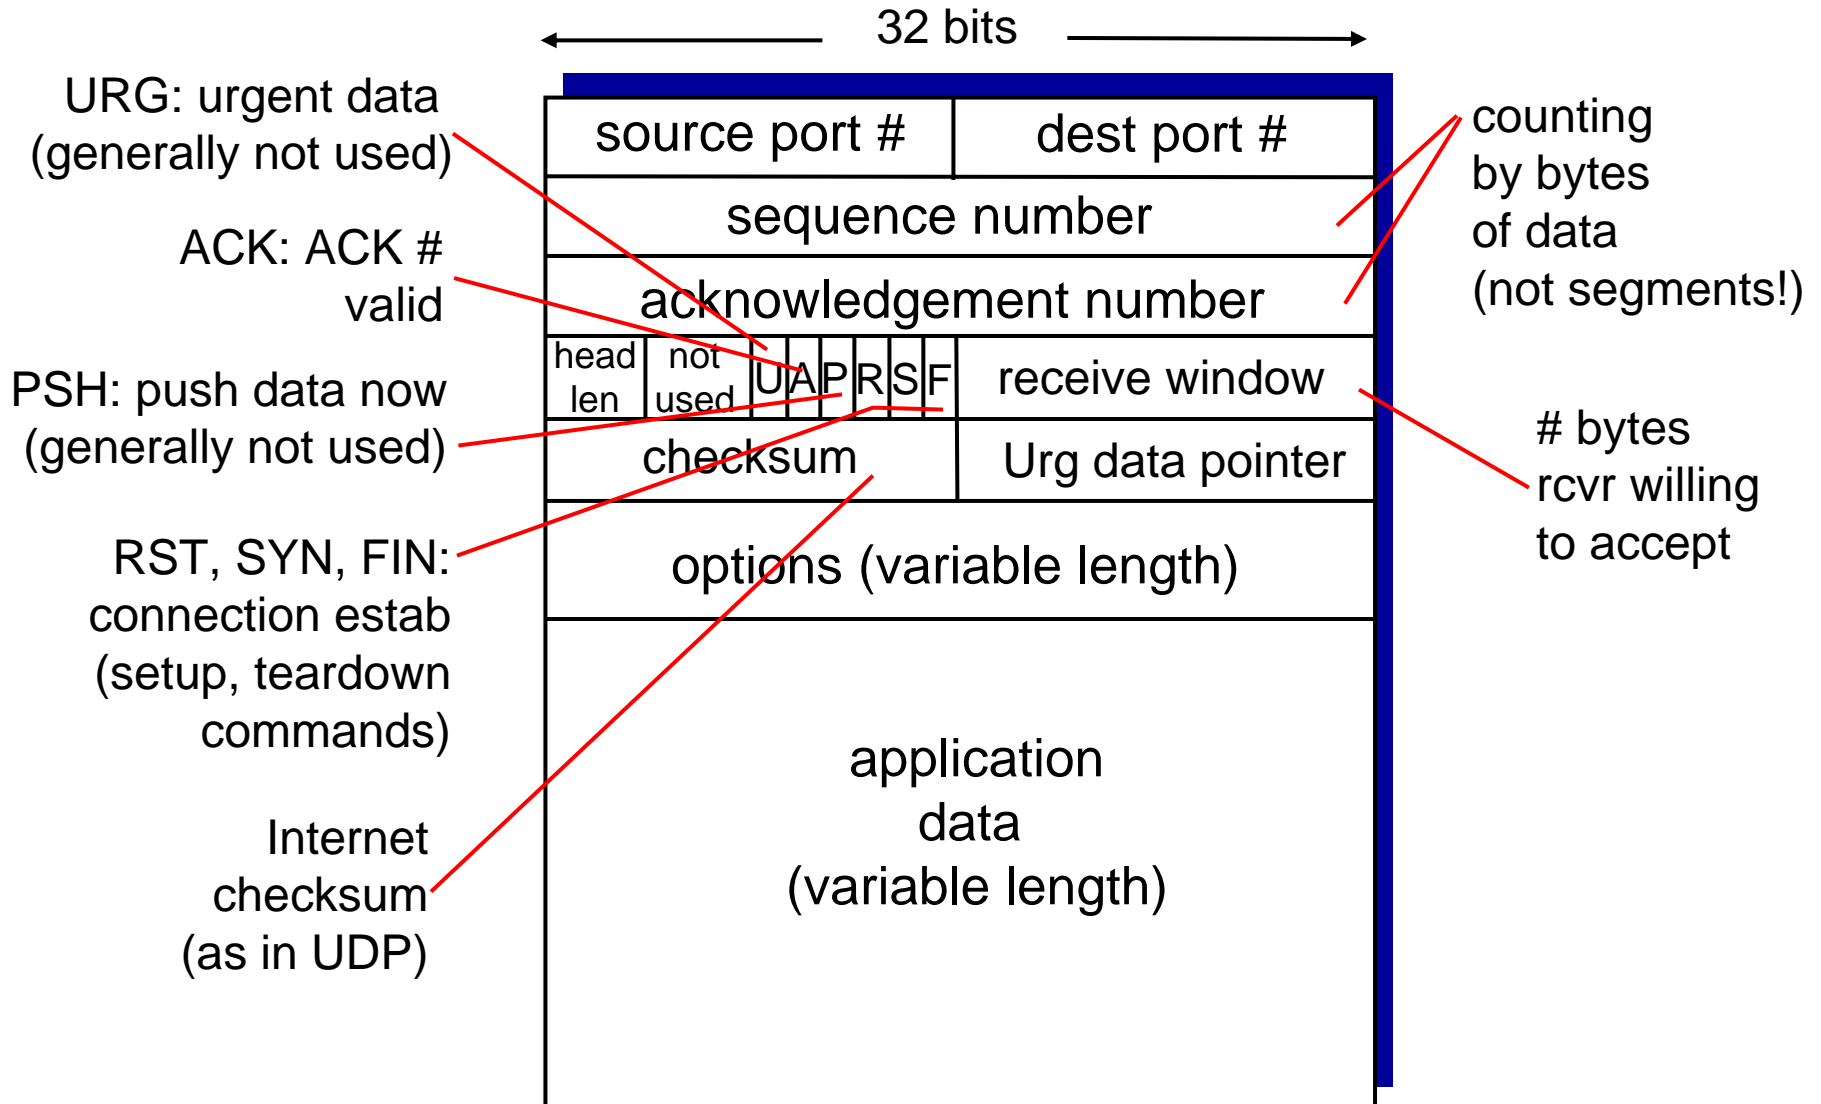 32 bits
URG: urgent data
(generally not used)
ACK: ACK #
valid
PSH: push data now
(generally not used)
RST, SYN, FIN:
connection estab
(setup, teardown
commands)
Internet
checksum
(as in UDP)
source port #
dest port #
sequence number
acknowledgement number
head
len
not
used
U
A
P
R
S
F
receive window
checksum
Urg data pointer
options (variable length)
application
data
(variable length)
counting
by bytes
of data
(not segments!)
# bytes
rcvr willing
to accept